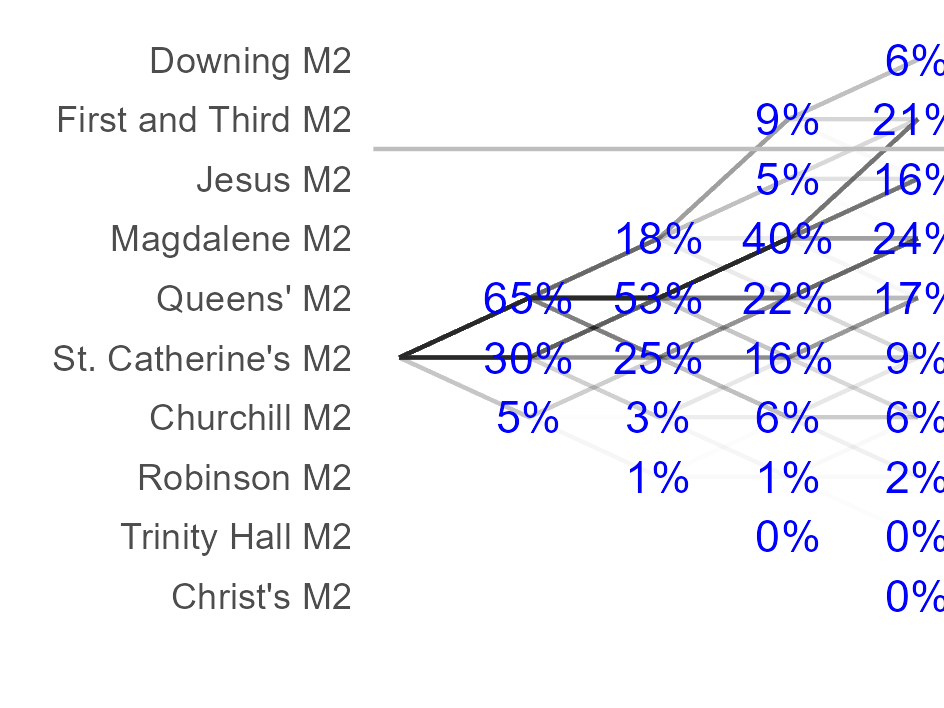 Downing M2 6%
First and Third M2 9% 21%
Jesus M2 5% 16%
Magdalene M2 18% 40% 24%
Queens' M2 65% 53% 22% 17%
St. Catherine's M2 30% 25% 16% 9%
Churchill M2 5% 3% 6% 6%
Robinson M2 1% 1% 2%
Trinity Hall M2 0% 0%
Christ's M2 0%